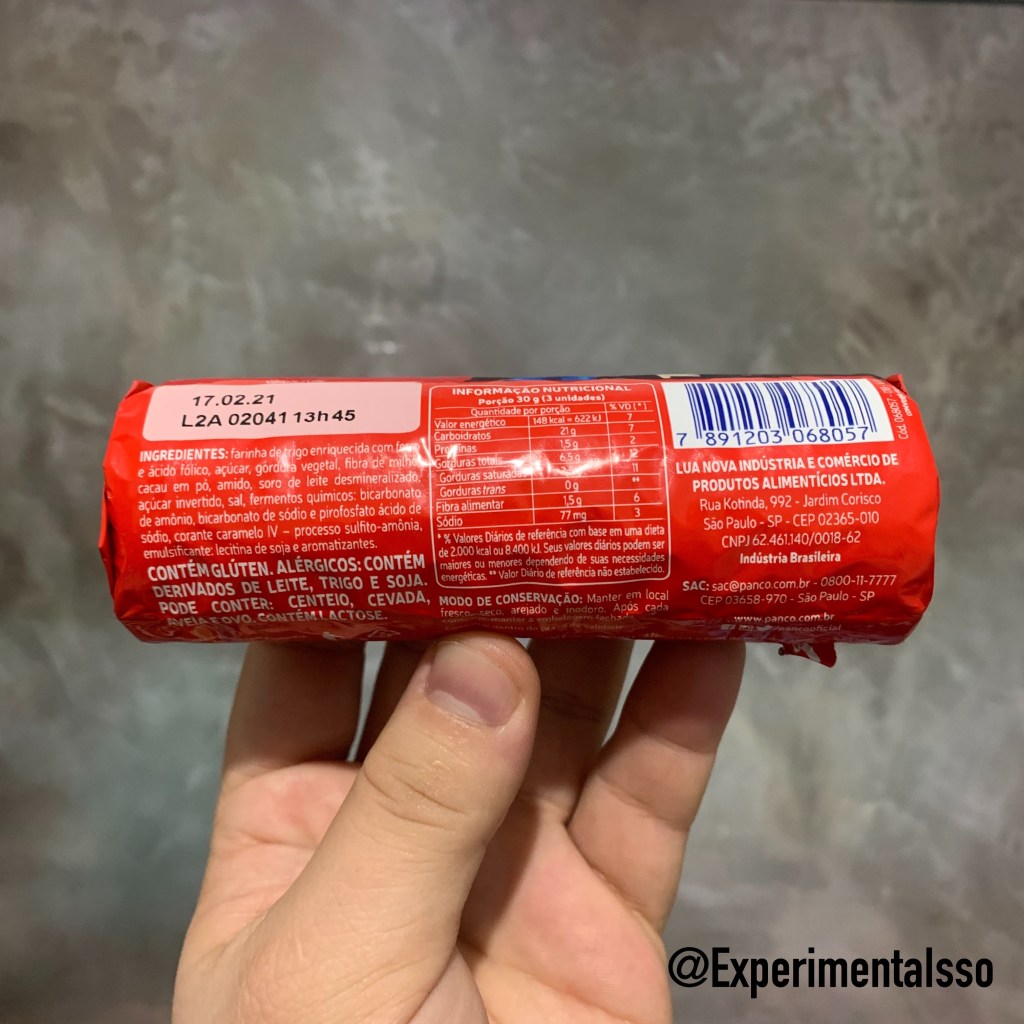 17.02.21
L2A 02041 13h45
INGREDIENTES: farinha de trigo enriquecida com
e ácido fólico, açúcar, gordura vegetal, fibra de milho,
cacau em pó, amido, soro de leite desmineralizado,
açúcar invertido, sal, fermentos químicos: bicarbonato
de amônio, bicarbonato de sódio e pirofosfato ácido de
sódio, corante caramelo IV – processo sulfito-amônia,
emulsificante: lecitina de soja e aromatizantes.
CONTÉM GLÚTEN. ALÉRGICOS: CONTÉM
DERIVADOS DE LEITE, TRIGO E SOJA.
PODE CONTER: CENTEIO, CEVADA,
AVEIA E OVO. CONTÉM LACTOSE.
INFORMAÇÃO NUTRICIONAL
Porção 30 g (3 unidades)
Quantidade por porção % VD (*)
Valor energético 148 kcal = 622 kJ 7
Carboidratos 21 g 7
Proteínas 1,5 g 2
Gorduras totais 6,5 g 12
Gorduras saturadas 11
Gorduras trans 0 g **
Fibra alimentar 1,5 g 6
Sódio 77 mg 3
* % Valores Diários de referência com base em uma dieta
de 2.000 kcal ou 8.400 kJ. Seus valores diários podem ser
maiores ou menores dependendo de suas necessidades
energéticas. ** Valor Diário de referência não estabelecido.
MODO DE CONSERVAÇÃO: Manter em local
fresco, seco, arejado e inodoro. Após cada
manter a embalagem fechada
7 891203 068057
Cód. 068057
LUA NOVA INDÚSTRIA E COMÉRCIO DE
PRODUTOS ALIMENTÍCIOS LTDA.
Rua Kotinda, 992 - Jardim Corisco
São Paulo - SP - CEP 02365-010
CNPJ 62.461.140/0018-62
Indústria Brasileira
SAC: sac@panco.com.br - 0800-11-7777
CEP 03658-970 - São Paulo - SP
www.panco.com.br
/pancooficial
@ExperimentaIsso